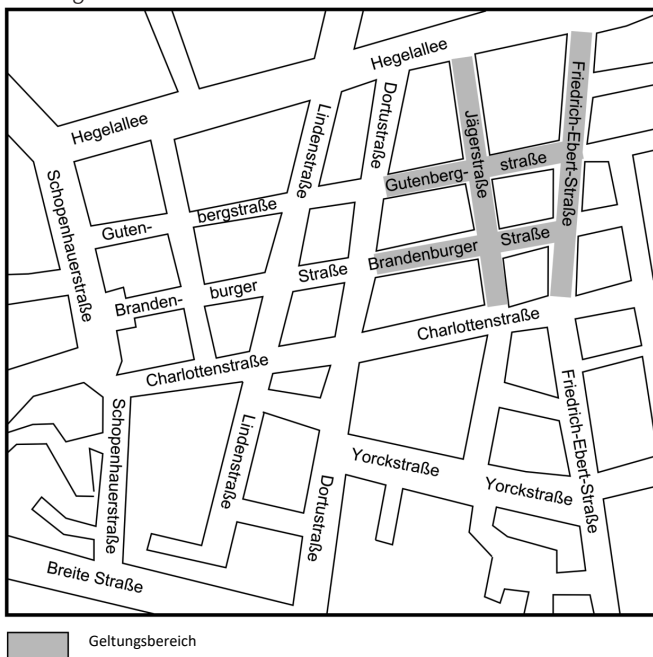 Hegelallee
Hegelallee
Friedrich-Ebert-Straße
Lindenstraße
Dortustraße
Jägerstraße
Schopenhauerstraße
Gutenberg-
straße
Guten-
bergstraße
Brandenburger
Straße
Straße
Branden-
burger
Charlottenstraße
Charlottenstraße
Schopenhauerstraße
Lindenstraße
Dortustraße
Friedrich-Ebert-Straße
Yorckstraße
Yorckstraße
Breite Straße
Geltungsbereich